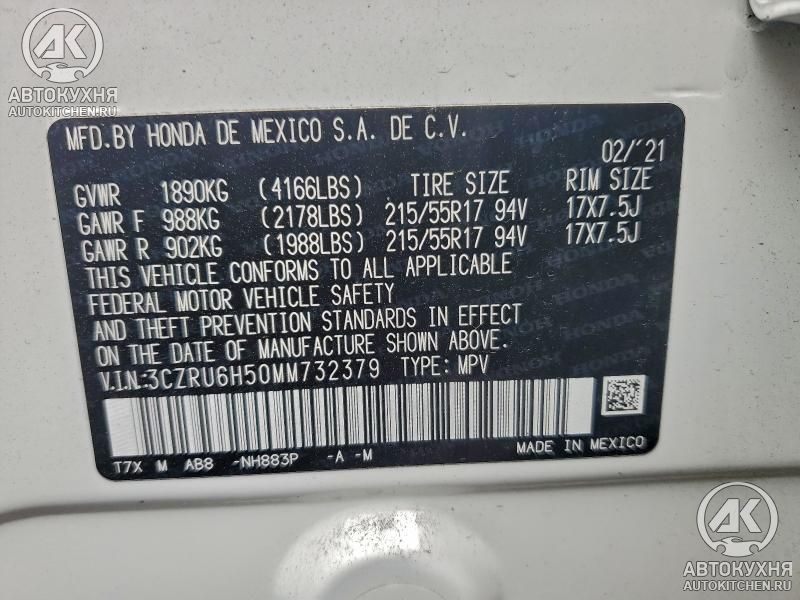 АК
АВТОКУХНЯ
AUTOKITCHEN.RU
MFD.BY HONDA DE MEXICO S.A. DE C.V.
02/'21
GVWR 1890KG (4166LBS) TIRE SIZE RIM SIZE
GAWR F 988KG (2178LBS) 215/55R17 94V 17X7.5J
GAWR R 902KG (1988LBS) 215/55R17 94V 17X7.5J
THIS VEHICLE CONFORMS TO ALL APPLICABLE
FEDERAL MOTOR VEHICLE SAFETY
AND THEFT PREVENTION STANDARDS IN EFFECT
ON THE DATE OF MANUFACTURE SHOWN ABOVE.
V.I.N.:3CZRU6H50MM732379 TYPE: MPV
T7X M AB8 -NH883P -A -M
MADE IN MEXICO
АК
АВТОКУХНЯ
AUTOKITCHEN.RU